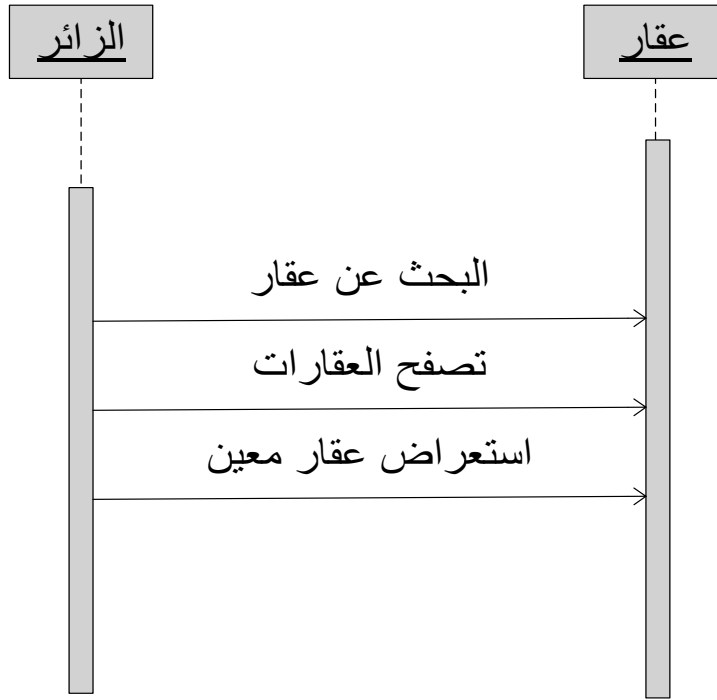 الزائر
عقار
البحث عن عقار
تصفح العقارات
استعراض عقار معين